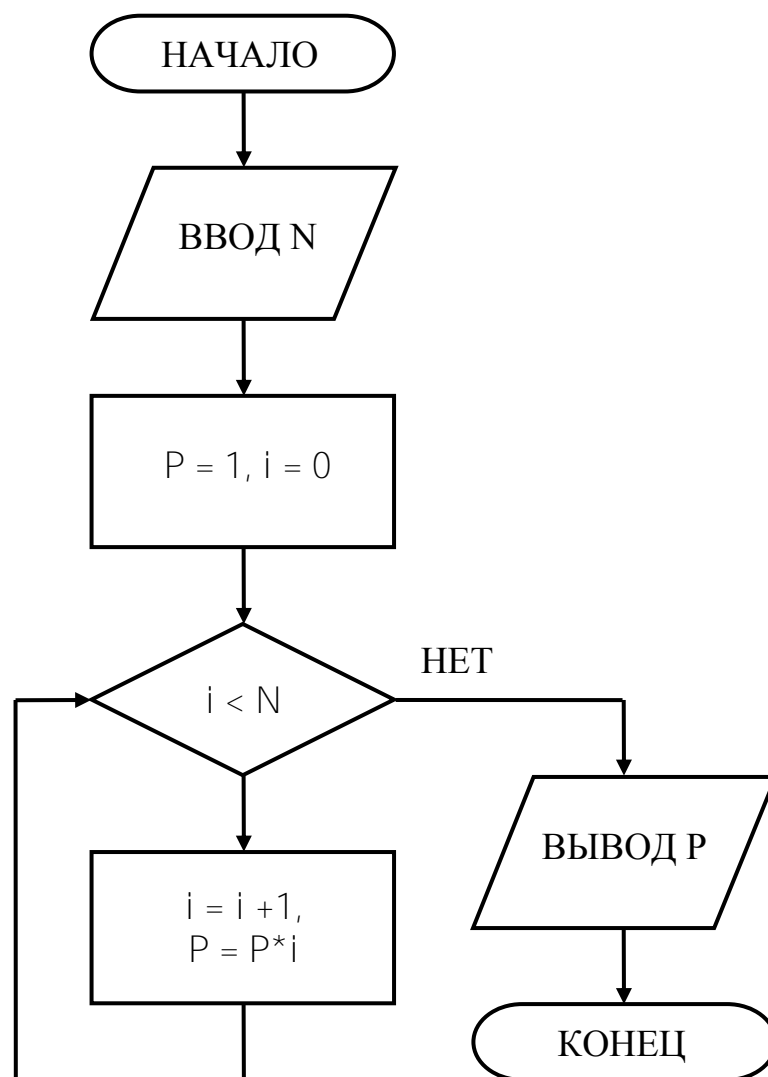 НАЧАЛО
ВВОД N
P = 1, i = 0
i < N
НЕТ
i = i +1,
P = P*i
ВЫВОД P
КОНЕЦ